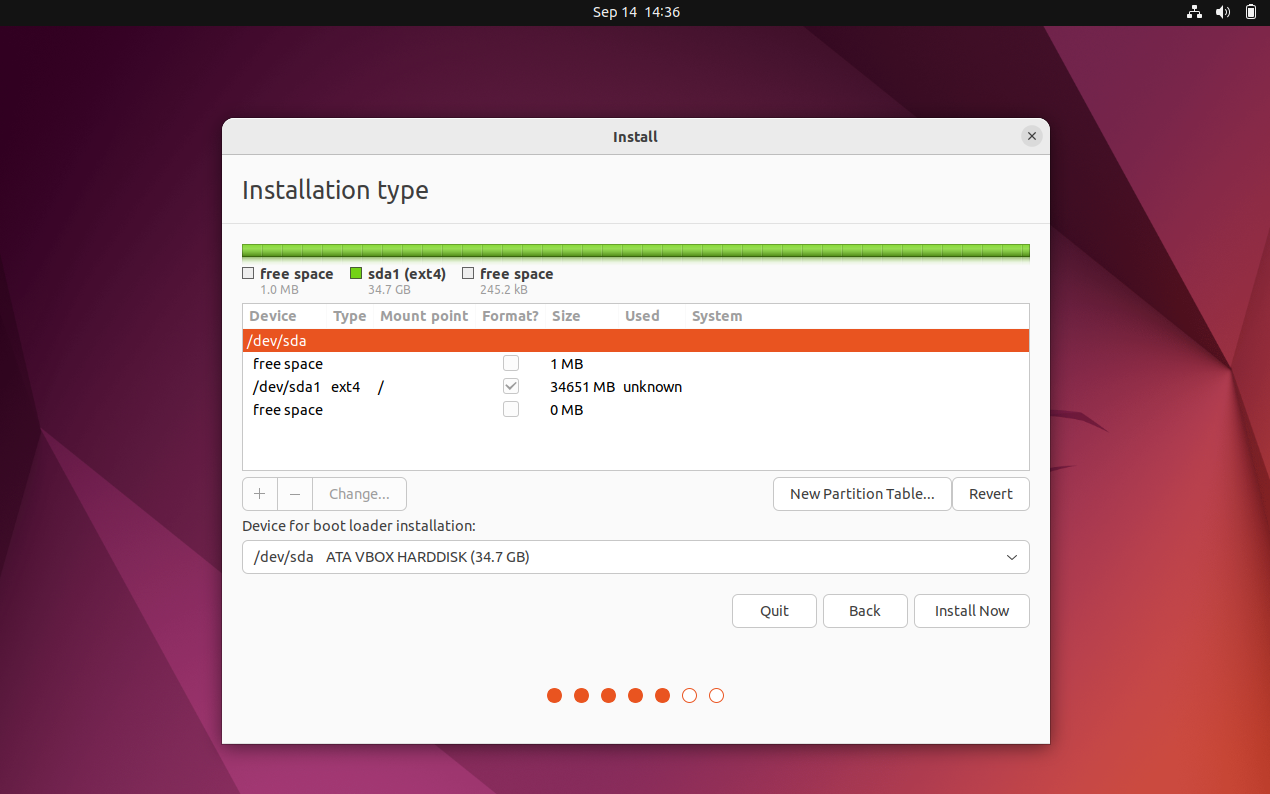 Sep 14 14:36
Install
Installation type
free space sda1 (ext4) free space
1.0 MB 34.7 GB 245.2 kB
Device Type Mount point Format? Size Used System
/dev/sda
free space 1 MB
/dev/sda1 ext4 / 34651 MB unknown
free space 0 MB
+ − Change... New Partition Table... Revert
Device for boot loader installation:
/dev/sda ATA VBOX HARDDISK (34.7 GB)
Quit Back Install Now